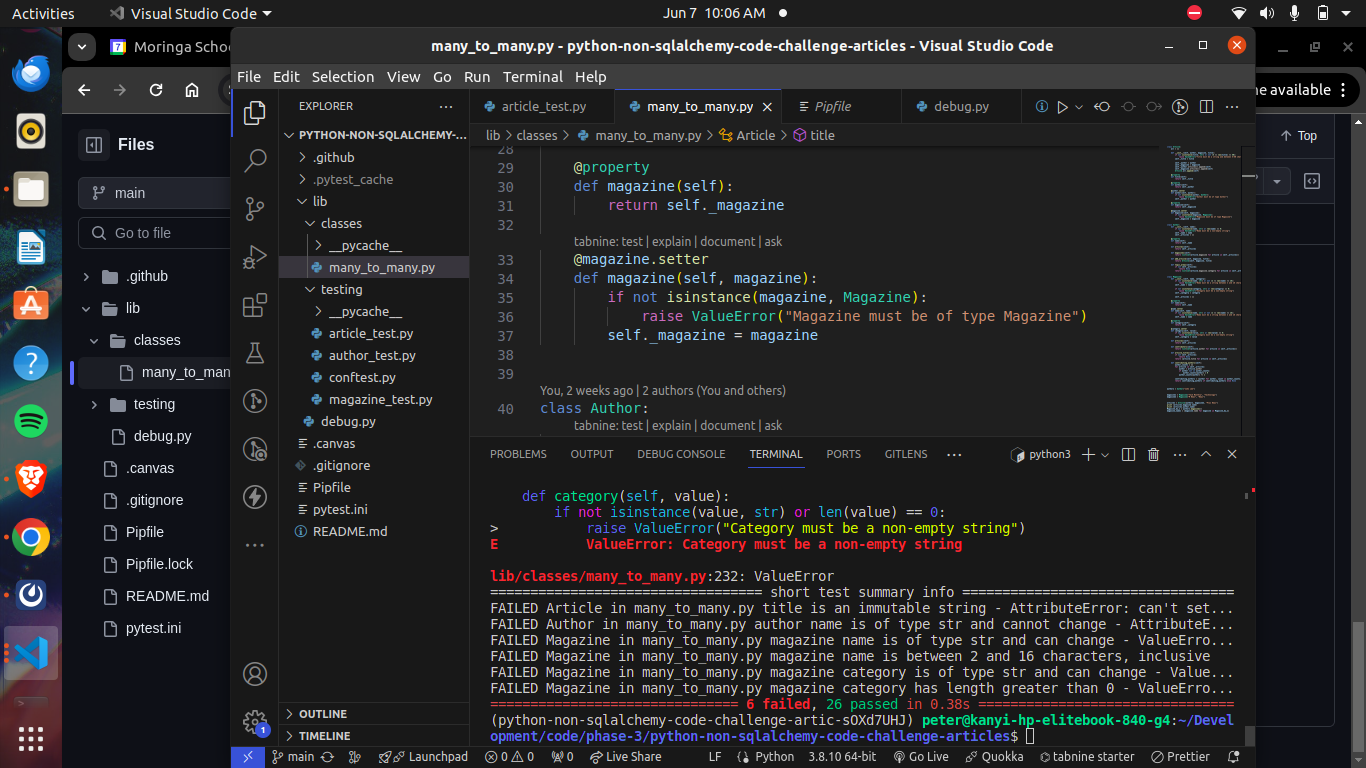 Activities
Visual Studio Code
Jun 7 10:06 AM
Moringa Schoo
me available
Files
main
Go to file
.github
lib
classes
many_to_man
testing
debug.py
.canvas
.gitignore
Pipfile
Pipfile.lock
README.md
pytest.ini
Top
many_to_many.py - python-non-sqlalchemy-code-challenge-articles - Visual Studio Code
File Edit Selection View Go Run Terminal Help
EXPLORER
PYTHON-NON-SQLALCHEMY-...
.github
.pytest_cache
lib
classes
__pycache__
many_to_many.py
testing
__pycache__
article_test.py
author_test.py
conftest.py
magazine_test.py
debug.py
.canvas
.gitignore
Pipfile
pytest.ini
README.md
OUTLINE
TIMELINE
1
article_test.py many_to_many.py Pipfile debug.py
lib > classes > many_to_many.py > Article > title
28
29 @property
30 def magazine(self):
31 return self._magazine
32
tabnine: test | explain | document | ask
33 @magazine.setter
34 def magazine(self, magazine):
35 if not isinstance(magazine, Magazine):
36 raise ValueError("Magazine must be of type Magazine")
37 self._magazine = magazine
38
39
You, 2 weeks ago | 2 authors (You and others)
40 class Author:
tabnine: test | explain | document | ask
PROBLEMS OUTPUT DEBUG CONSOLE TERMINAL PORTS GITLENS ... python3
def category(self, value):
if not isinstance(value, str) or len(value) == 0:
> raise ValueError("Category must be a non-empty string")
E ValueError: Category must be a non-empty string
lib/classes/many_to_many.py:232: ValueError
================================== short test summary info ==================================
FAILED Article in many_to_many.py title is an immutable string - AttributeError: can't set...
FAILED Author in many_to_many.py author name is of type str and cannot change - AttributeE...
FAILED Magazine in many_to_many.py magazine name is of type str and can change - ValueErro...
FAILED Magazine in many_to_many.py magazine name is between 2 and 16 characters, inclusive
FAILED Magazine in many_to_many.py magazine category is of type str and can change - Value...
FAILED Magazine in many_to_many.py magazine category has length greater than 0 - ValueErro...
=============================== 6 failed, 26 passed in 0.38s ================================
(python-non-sqlalchemy-code-challenge-artic-sOXd7UHJ) peter@kanyi-hp-elitebook-840-g4:~/Devel
opment/code/phase-3/python-non-sqlalchemy-code-challenge-articles$
main Launchpad 0 0 0 Live Share LF Python 3.8.10 64-bit Go Live Quokka tabnine starter Prettier